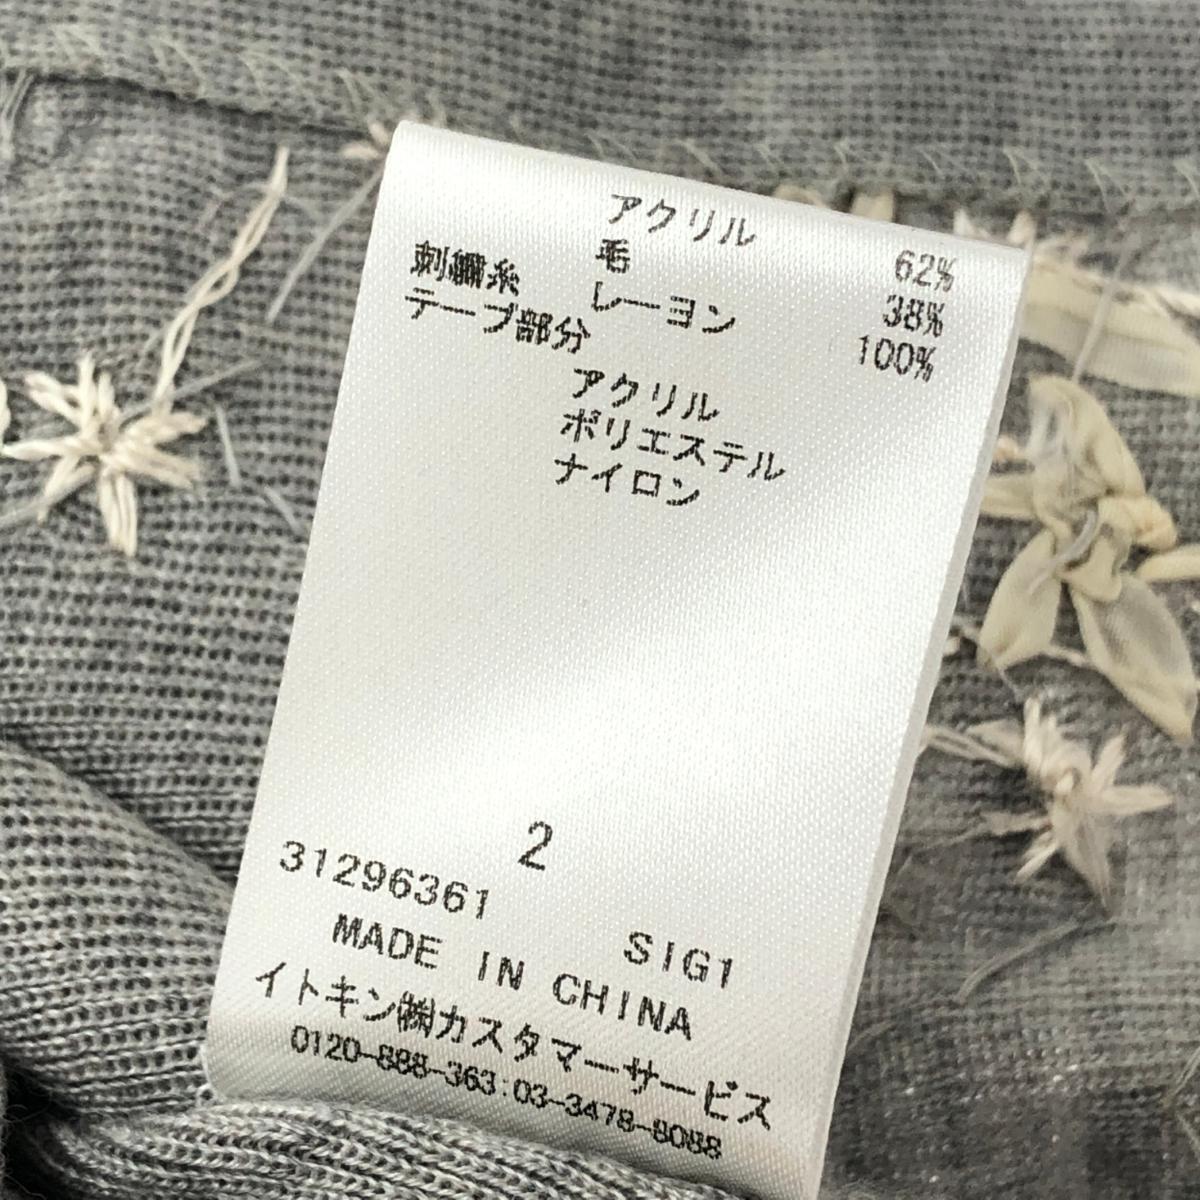 アクリル 62%
毛 38%
刺繍糸 レーヨン 100%
テープ部分
アクリル
ポリエステル
ナイロン
2
31296361 SIG1
MADE IN CHINA
イトキン㈱カスタマーサービス
0120-888-363:03-3478-8088